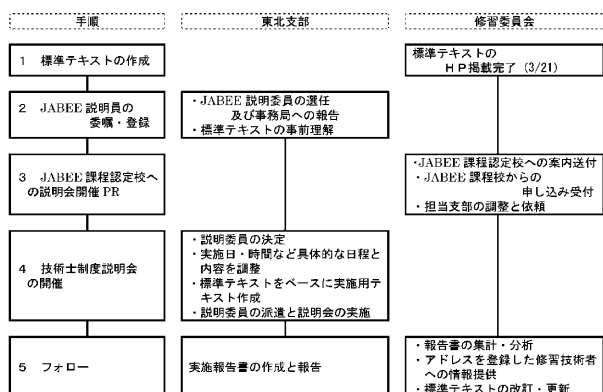 手順
東北支部
修習委員会
1 標準テキストの作成
標準テキストの
HP掲載完了（3/21）
2 JABEE 説明員の
委嘱・登録
・JABEE 説明委員の選任
及び事務局への報告
・標準テキストの事前理解
3 JABEE 課程認定校へ
の説明会開催 PR
・JABEE 課程認定校への案内送付
・JABEE 課程校からの
申し込み受付
・担当支部の調整と依頼
4 技術士制度説明会
の開催
・説明委員の決定
・実施日・時間など具体的な日程と
内容を調整
・標準テキストをベースに実施用テ
キスト作成
・説明委員の派遣と説明会の実施
5 フォロー
実施報告書の作成と報告
・報告書の集計・分析
・アドレスを登録した修習技術者
への情報提供
・標準テキストの改訂・更新